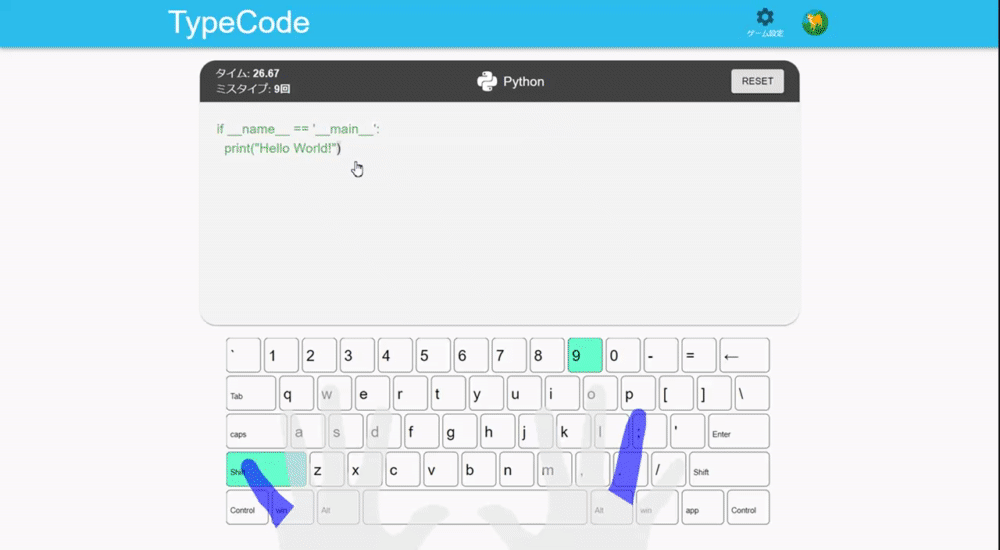 TypeCode
ゲーム設定
タイム: 26.67
ミスタイプ: 9回
Python
RESET
if __name__ == '__main__':
print("Hello World!")
` 1 2 3 4 5 6 7 8 9 0 - = ←
Tab q w e r t y u i o p [ ] \
caps a s d f g h j k l ; ' Enter
Shift z x c v b n m , . / Shift
Control win Alt Alt win app Control